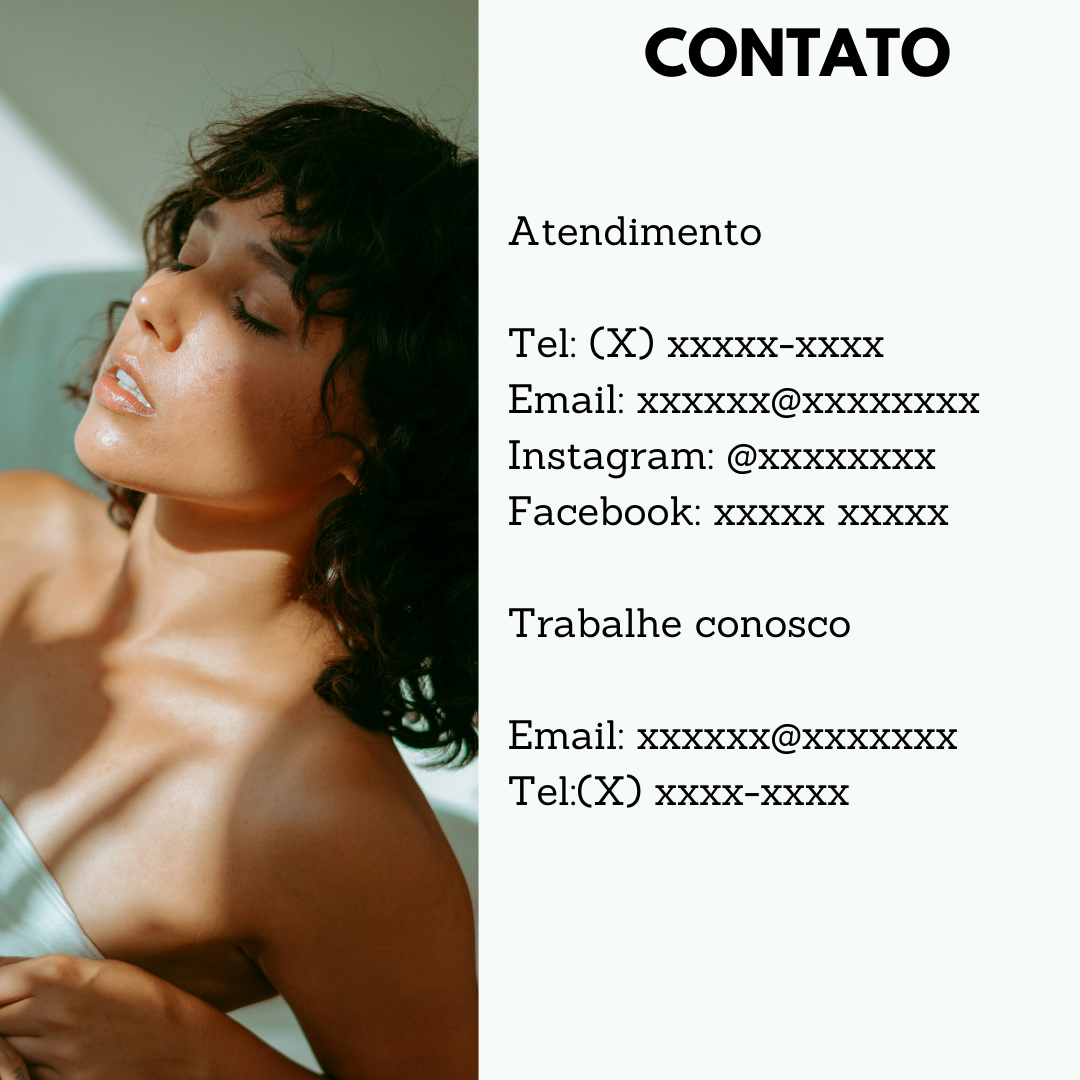 CONTATO
Atendimento
Tel: (X) xxxxx-xxxx
Email: xxxxxx@xxxxxxxx
Instagram: @xxxxxxxx
Facebook: xxxxx xxxxx
Trabalhe conosco
Email: xxxxxx@xxxxxxx
Tel:(X) xxxx-xxxx